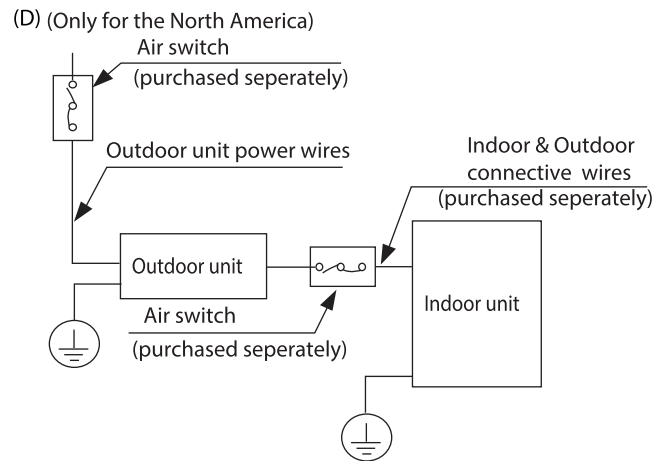 (D) (Only for the North America)
Air switch
(purchased seperately)
Outdoor unit power wires
Indoor & Outdoor
connective wires
(purchased seperately)
Outdoor unit
Indoor unit
Air switch
(purchased seperately)